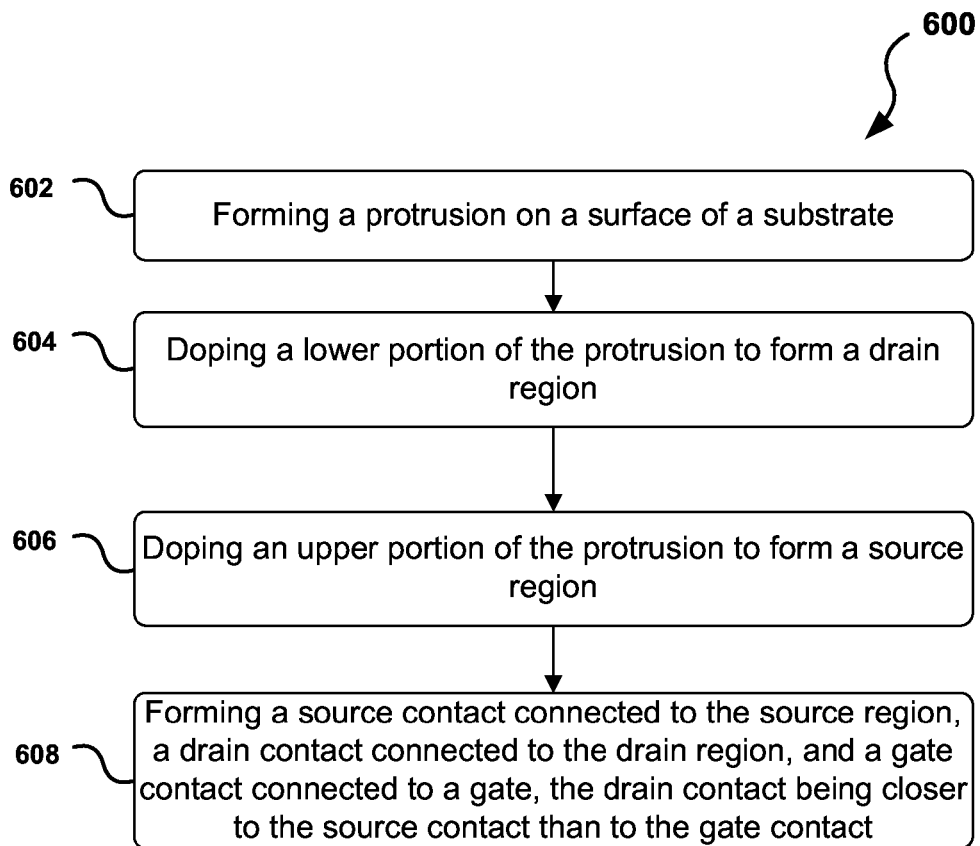 600
602
Forming a protrusion on a surface of a substrate
604
Doping a lower portion of the protrusion to form a drain
region
606
Doping an upper portion of the protrusion to form a source
region
608
Forming a source contact connected to the source region,
a drain contact connected to the drain region, and a gate
contact connected to a gate, the drain contact being closer
to the source contact than to the gate contact